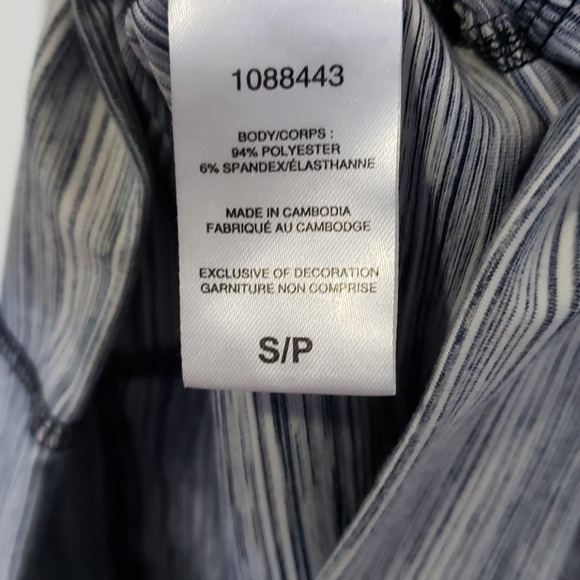 1088443
BODY/CORPS :
94% POLYESTER
6% SPANDEX/ÉLASTHANNE
MADE IN CAMBODIA
FABRIQUÉ AU CAMBODGE
EXCLUSIVE OF DECORATION
GARNITURE NON COMPRISE
S/P